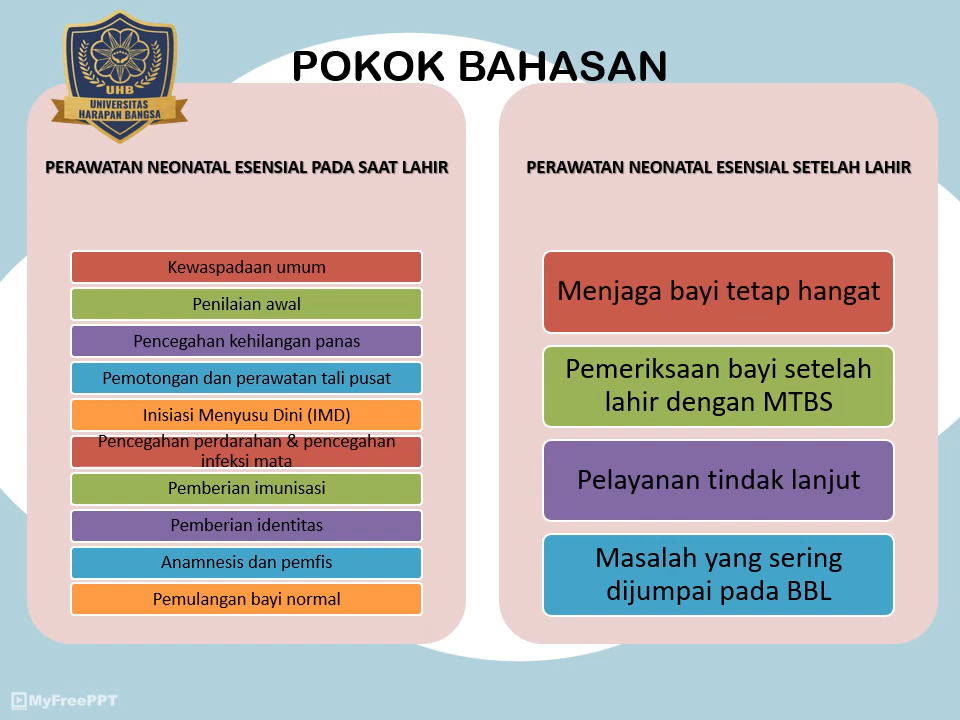 POKOK BAHASAN
UHB
UNIVERSITAS
HARAPAN BANGSA
PERAWATAN NEONATAL ESENSIAL PADA SAAT LAHIR
Kewaspadaan umum
Penilaian awal
Pencegahan kehilangan panas
Pemotongan dan perawatan tali pusat
Inisiasi Menyusu Dini (IMD)
Pencegahan perdarahan & pencegahan
infeksi mata
Pemberian imunisasi
Pemberian identitas
Anamnesis dan pemfis
Pemulangan bayi normal
PERAWATAN NEONATAL ESENSIAL SETELAH LAHIR
Menjaga bayi tetap hangat
Pemeriksaan bayi setelah
lahir dengan MTBS
Pelayanan tindak lanjut
Masalah yang sering
dijumpai pada BBL
MyFreePPT